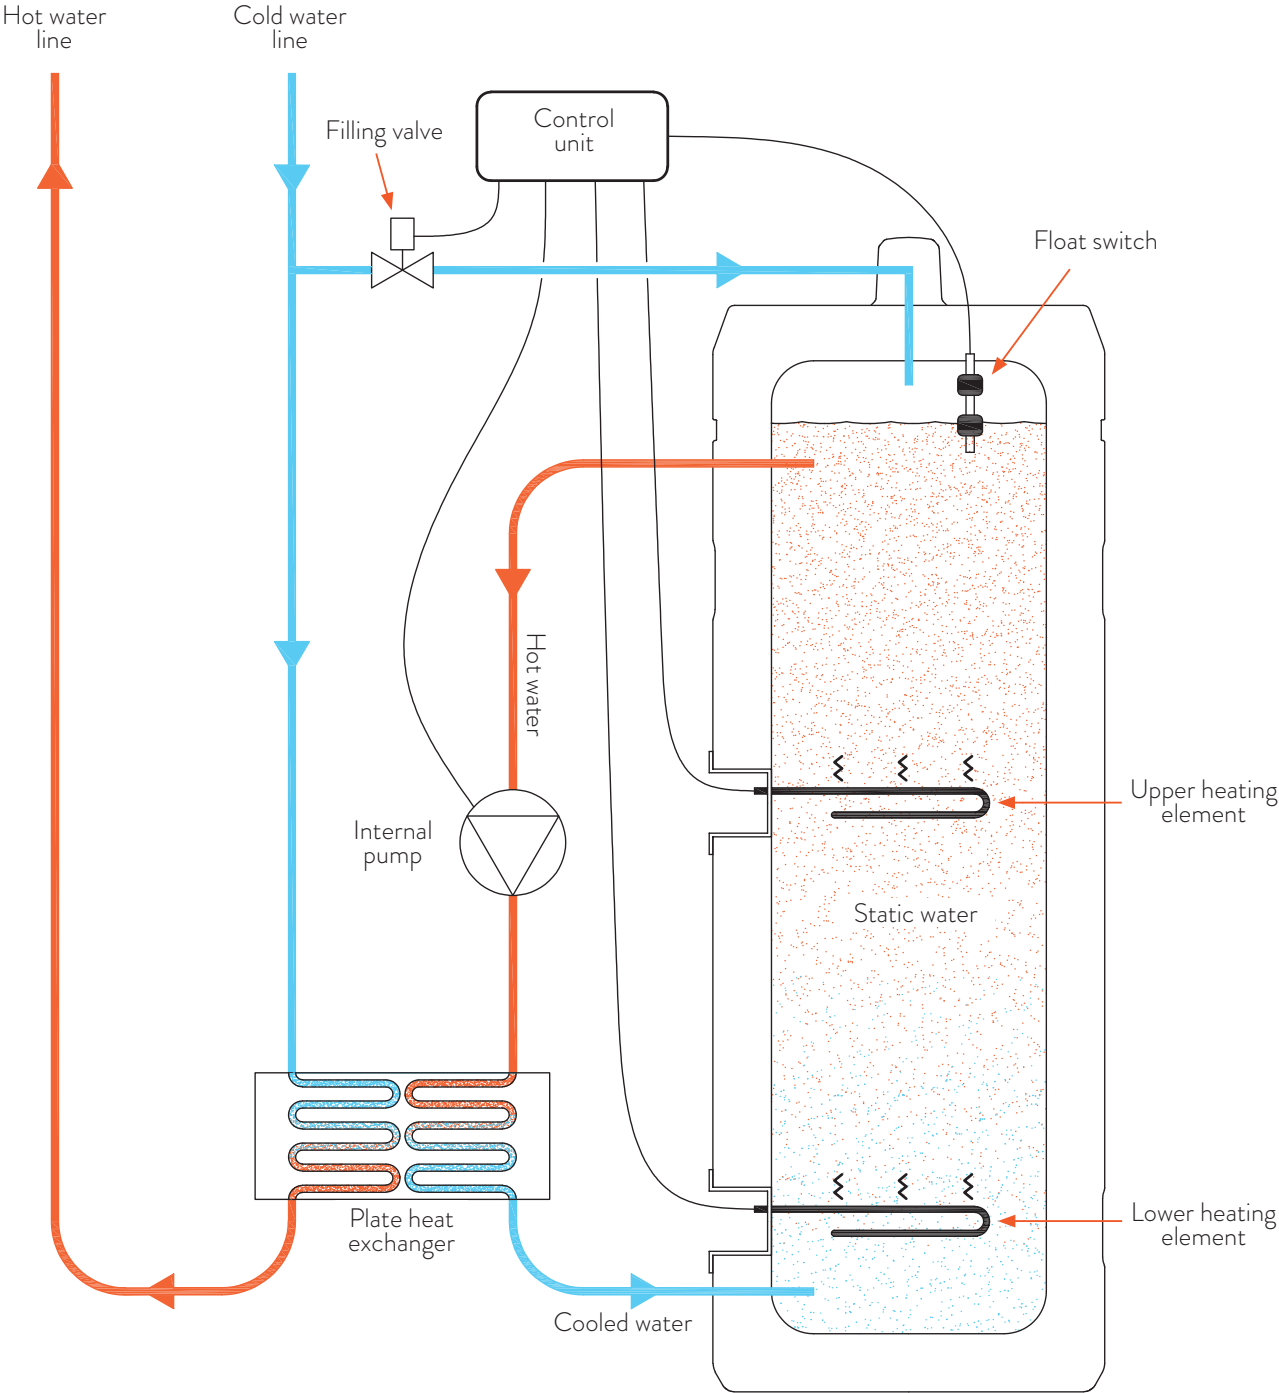 Hot water
line
Cold water
line
Filling valve
Control
unit
Float switch
Hot water
Internal
pump
Upper heating
element
Static water
Plate heat
exchanger
Lower heating
element
Cooled water